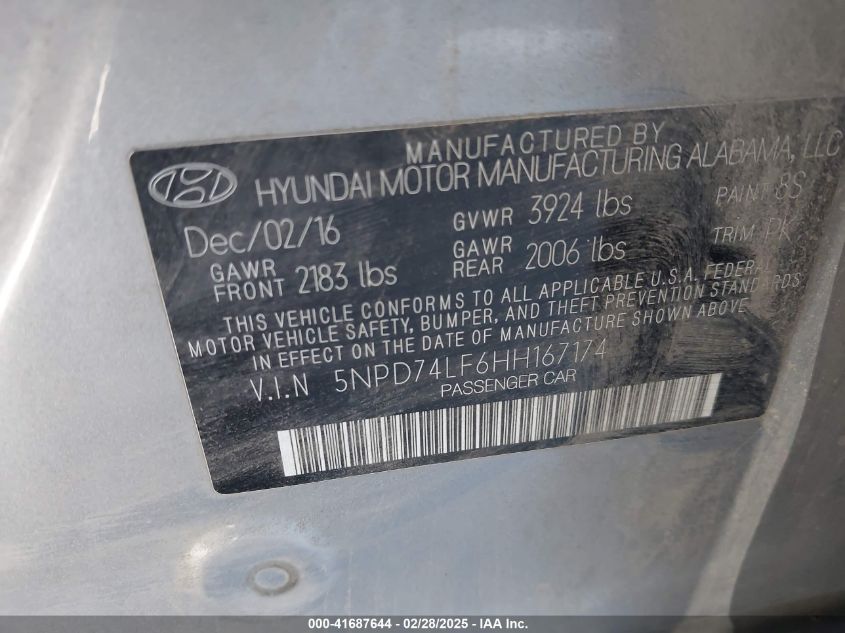 MANUFACTURED BY
HYUNDAI MOTOR MANUFACTURING ALABAMA, LLC
Dec/02/16 GVWR 3924 lbs PAINT 8S
GAWR FRONT 2183 lbs GAWR REAR 2006 lbs TRIM PK
THIS VEHICLE CONFORMS TO ALL APPLICABLE U.S.A. FEDERAL
MOTOR VEHICLE SAFETY, BUMPER, AND THEFT PREVENTION STANDARDS
IN EFFECT ON THE DATE OF MANUFACTURE SHOWN ABOVE
V.I.N 5NPD74LF6HH167174
PASSENGER CAR
000-41687644 / 02/28/2025 - IAA Inc.